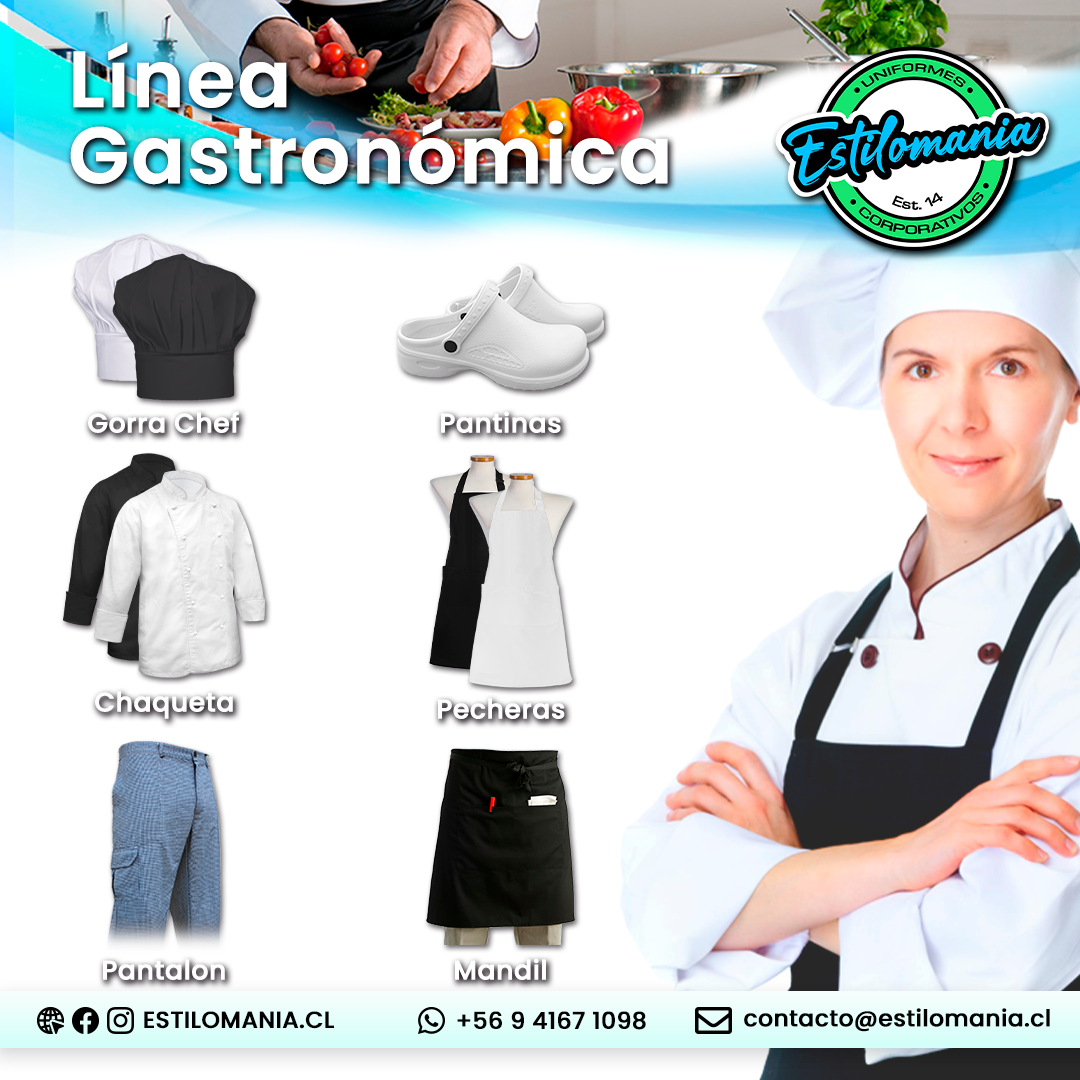 Línea
Gastronómica
• UNIFORMES •
Estilomania
Est. 14
• CORPORATIVOS •
Gorra Chef
Pantinas
Chaqueta
Pecheras
Pantalon
Mandil
ESTILOMANIA.CL
+56 9 4167 1098
contacto@estilomania.cl